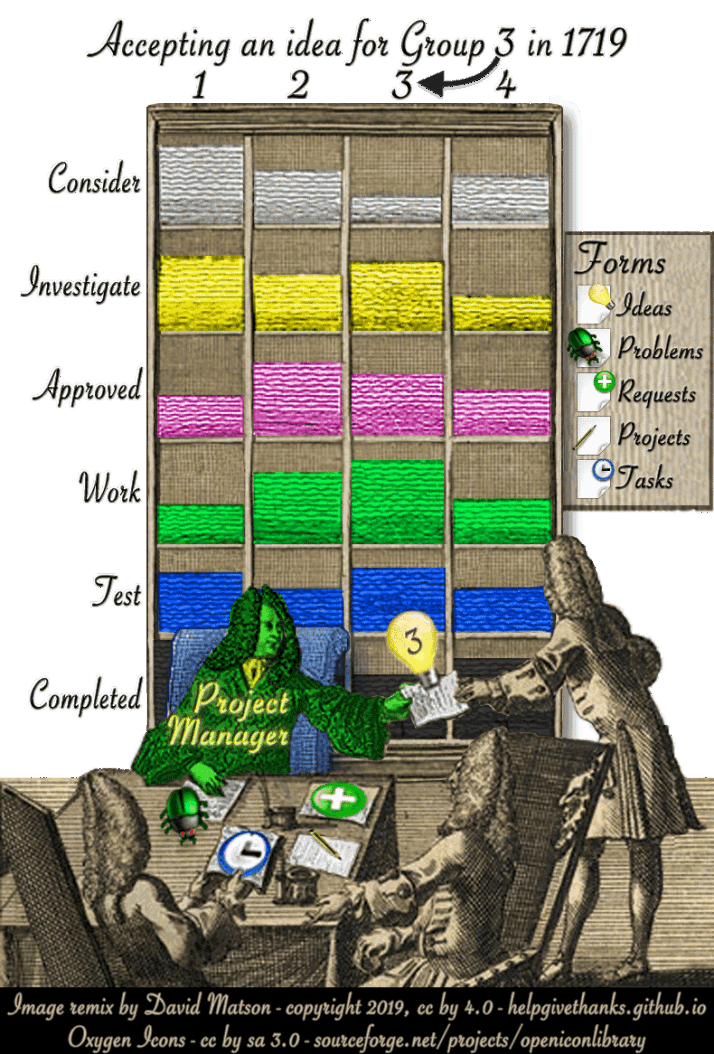 Accepting an idea for Group 3 in 1719
1 2 3 4
Consider
Investigate
Approved
Work
Test
Completed
Forms
Ideas
Problems
Requests
Projects
Tasks
3
Project
Manager
Image remix by David Matson - copyright 2019, cc by 4.0 - helpgivethanks.github.io
Oxygen Icons - cc by sa 3.0 - sourceforge.net/projects/openiconlibrary